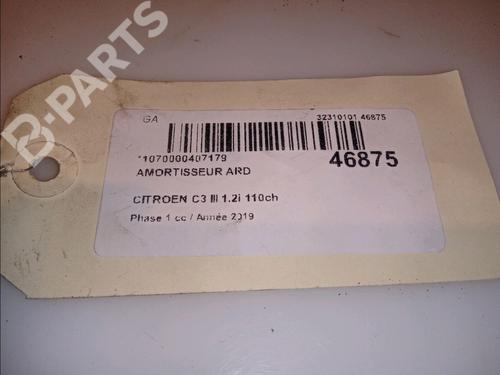 B-PARTS
GA
32310101 46875
*1070000407179
46875
AMORTISSEUR ARD
CITROEN C3 III 1.2i 110ch
Phase 1 cc / Année 2019